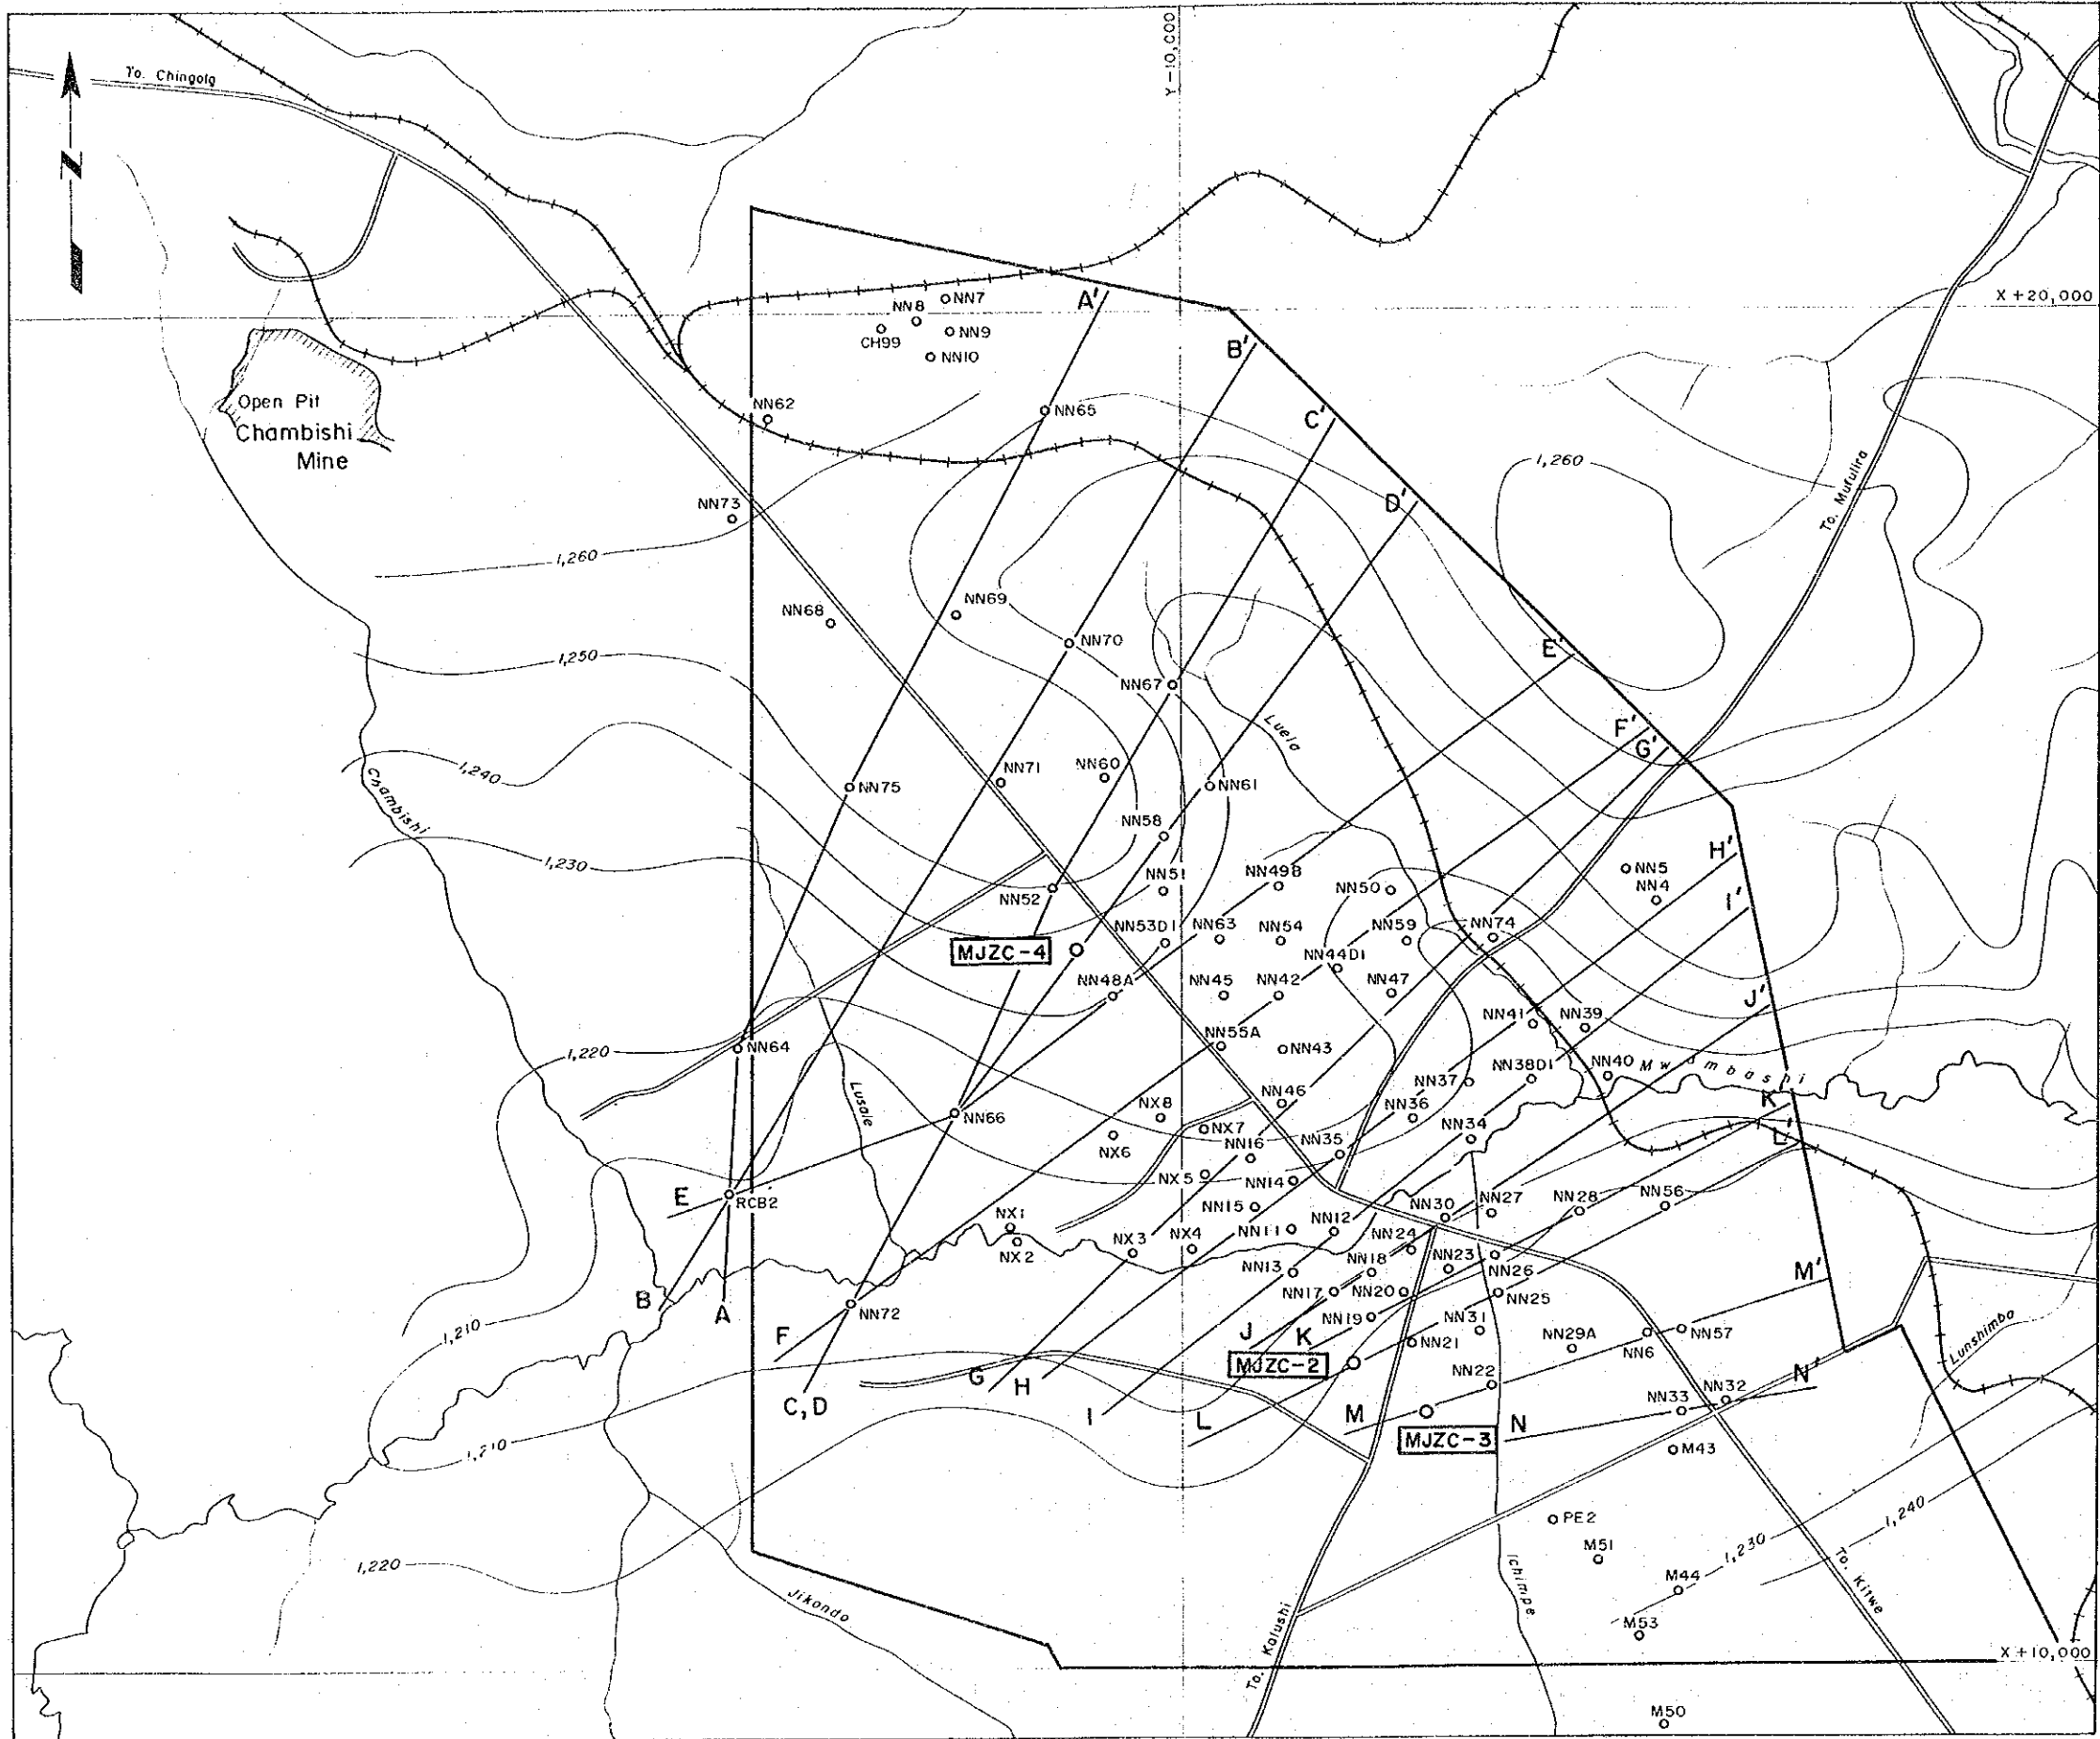 To. Chingola
Y-10,000
N
X+20,000
A'
NN7
NN8
NN9
CH99
NN10
B'
Open Pit
Chambishi
Mine
NN62
NN65
C'
1,260
To. Mufulira
D'
NN73
1,260
NN68
NN69
NN70
E'
1,250
NN67
Luela
F'
G'
1,240
NN75
NN71
NN60
NN61
Chambishi
NN58
1,230
H'
NN51
NN49B
NN50
NN5
NN4
NN52
I'
NN53D1
NN63
NN54
NN59
NN74
MJZC-4
NN44D1
NN48A
NN45
NN42
NN47
J'
NN41
NN39
NN55A
NN43
1,220
NN64
NN38D1
NN40
Mwambashi
NN37
Lusale
NN46
K'
NN66
NX8
NX7
NN36
NN34
L'
NX6
NN16
NN35
NX5
NN14
E
RCB2
NN15
NN30
NN27
NN28
NN56
NX1
NX2
NX3
NX4
NN11
NN12
NN24
NN23
NN13
NN18
NN26
M'
B
A
NN72
NN17
NN20
NN25
NN19
NN31
1,210
F
J
K
NN21
NN29A
NN6
NN57
Lunshimba
MJZC-2
G
H
NN22
N'
C,D
I
L
M
NN33
NN32
N
MJZC-3
M43
1,210
PE2
1,240
M51
1,230
1,220
M44
To. Kitwe
Ichimpe
Jikondo
To. Kalushi
M53
X+10,000
M50